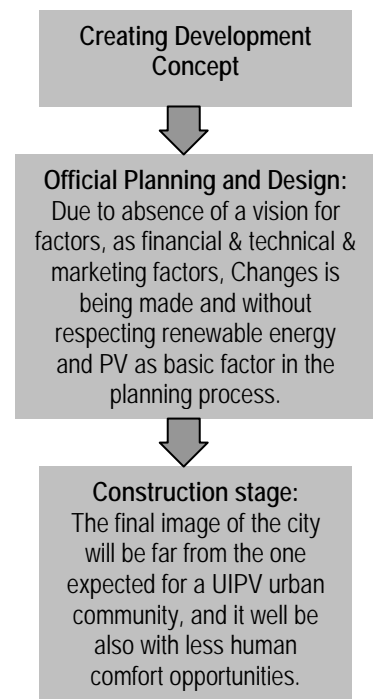 Creating Development
Concept
Official Planning and Design:
Due to absence of a vision for
factors, as financial & technical &
marketing factors, Changes is
being made and without
respecting renewable energy
and PV as basic factor in the
planning process.
Construction stage:
The final image of the city
will be far from the one
expected for a UIPV urban
community, and it well be
also with less human
comfort opportunities.